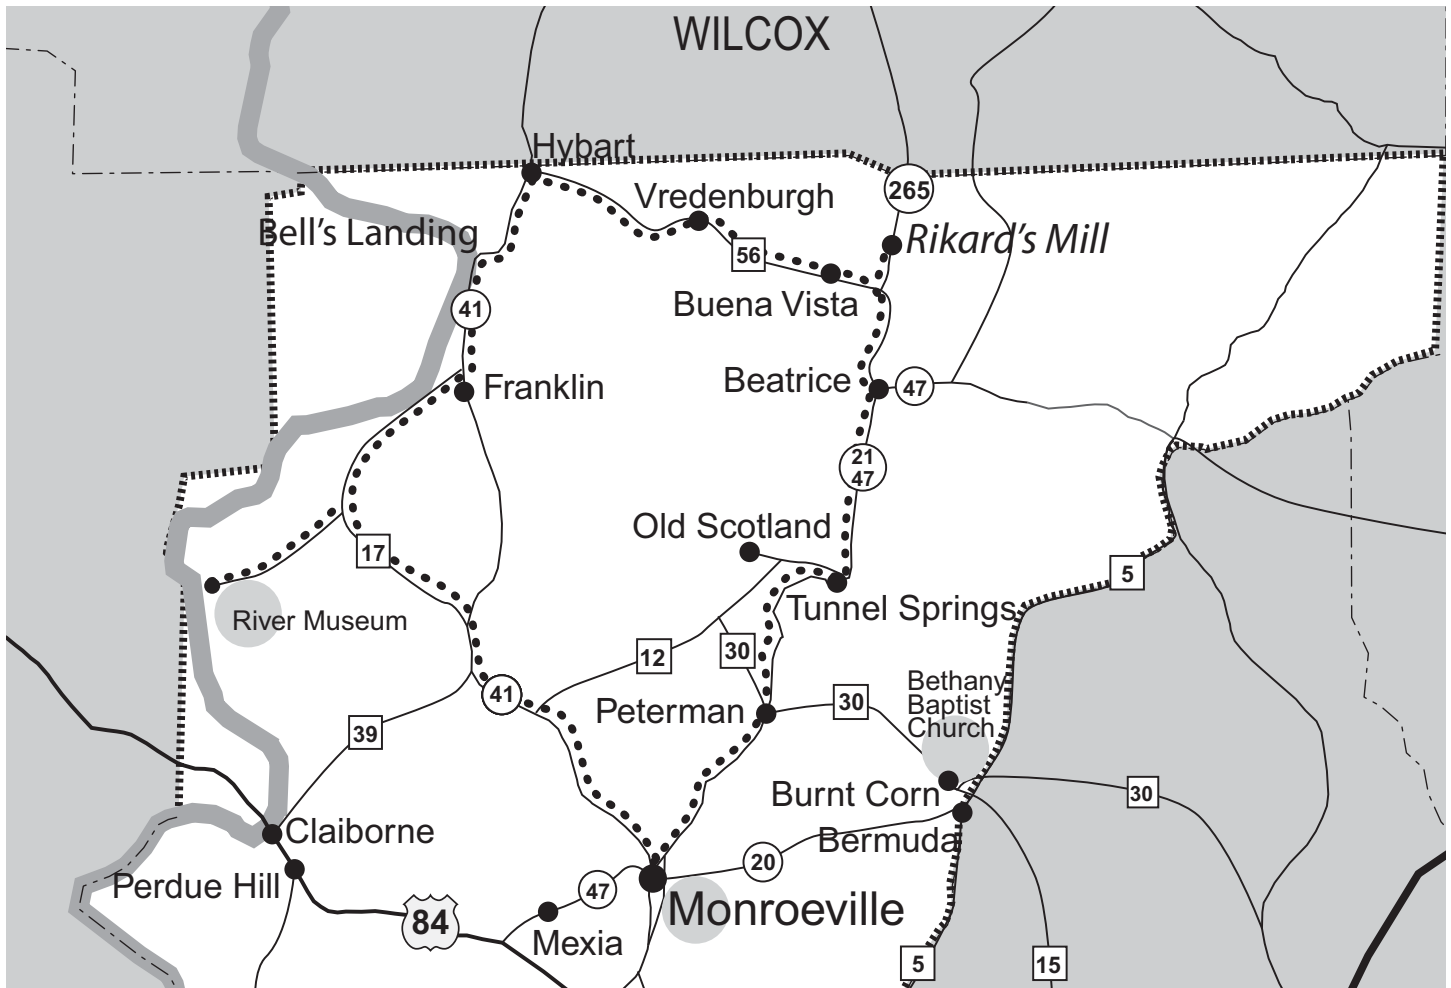 WILCOX
Hybart
265
Vredenburgh
Bell's Landing
Rikard's Mill
56
Buena Vista
41
Franklin
Beatrice
47
21
47
Old Scotland
17
5
Tunnel Springs
River Museum
12
30
41
Peterman
30
Bethany
Baptist
Church
39
Burnt Corn
30
Claiborne
Bermuda
20
Perdue Hill
47
84
Monroeville
Mexia
5
15